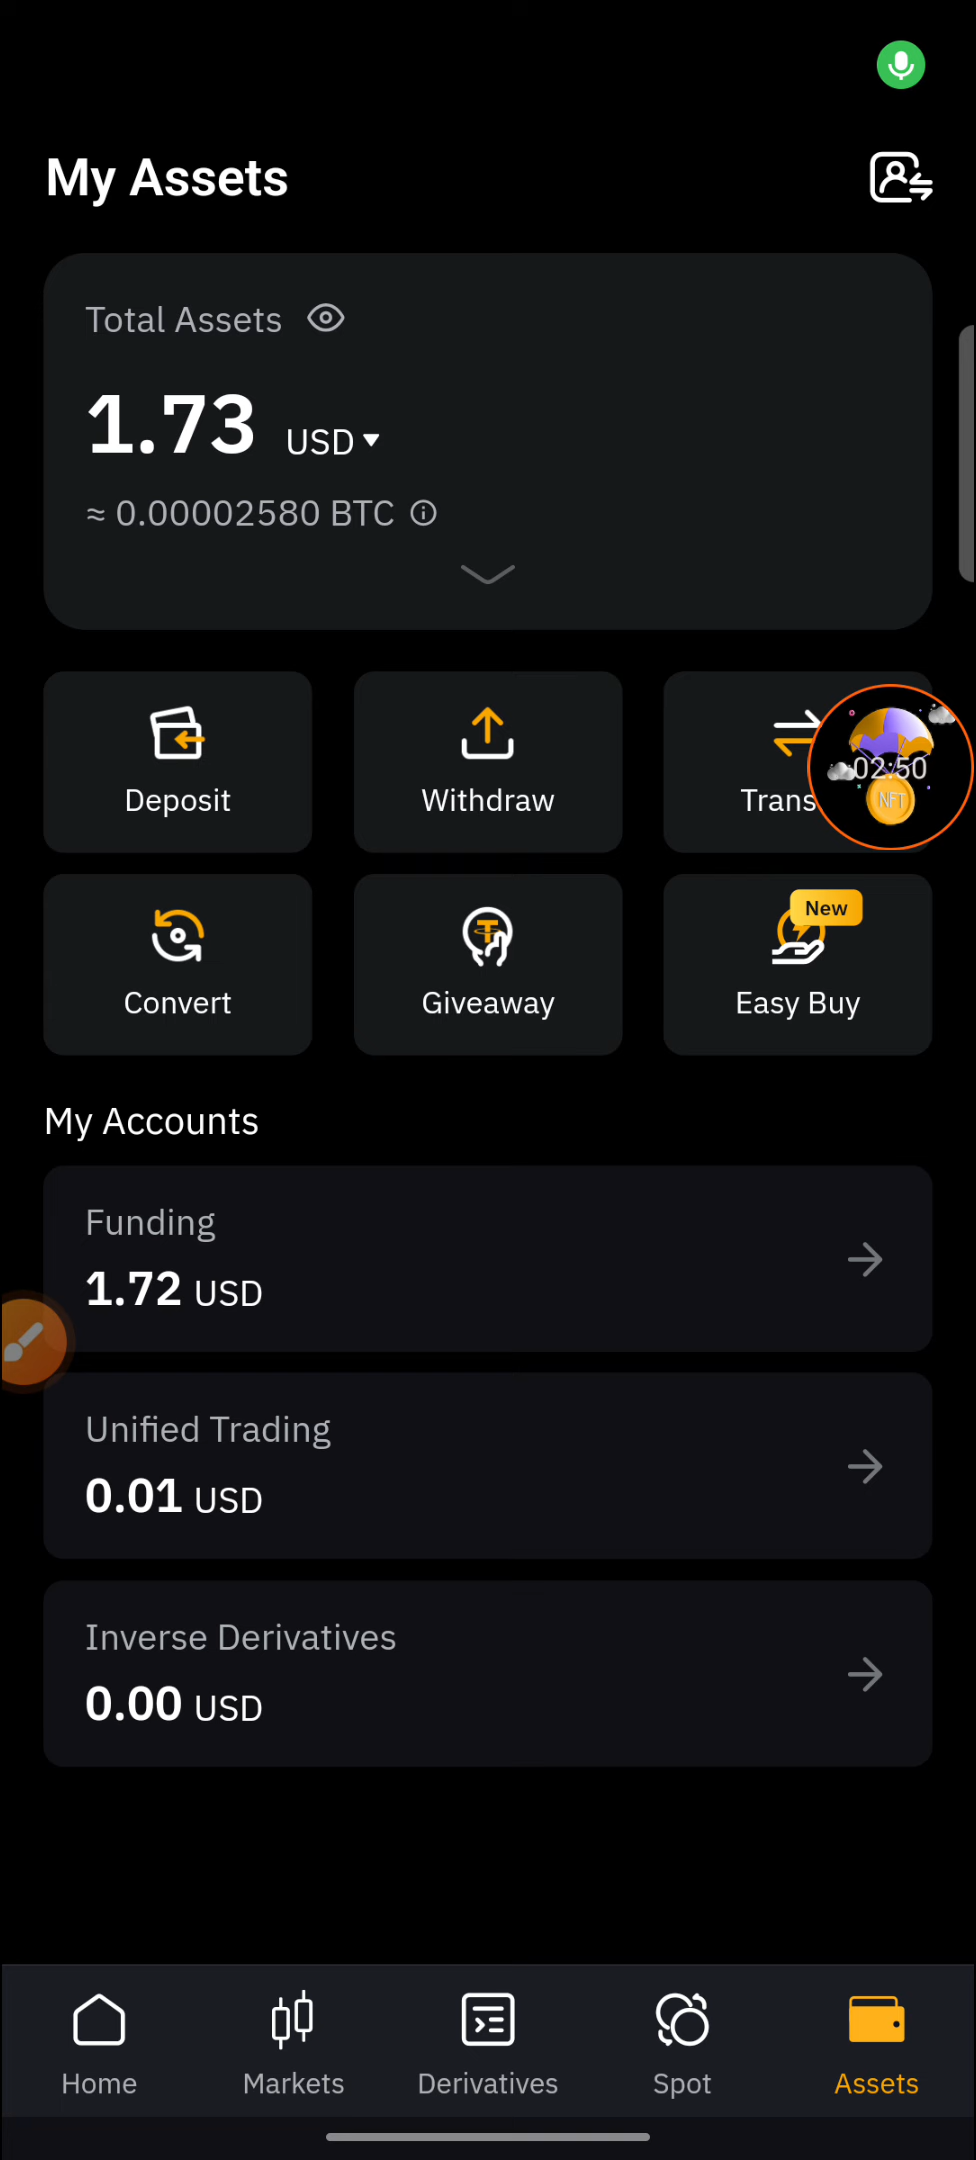 My Assets
Total Assets
1.73 USD
≈ 0.00002580 BTC
Deposit
Withdraw
Trans
02:50
NFT
Convert
Giveaway
New
Easy Buy
My Accounts
Funding
1.72 USD
Unified Trading
0.01 USD
Inverse Derivatives
0.00 USD
Home
Markets
Derivatives
Spot
Assets